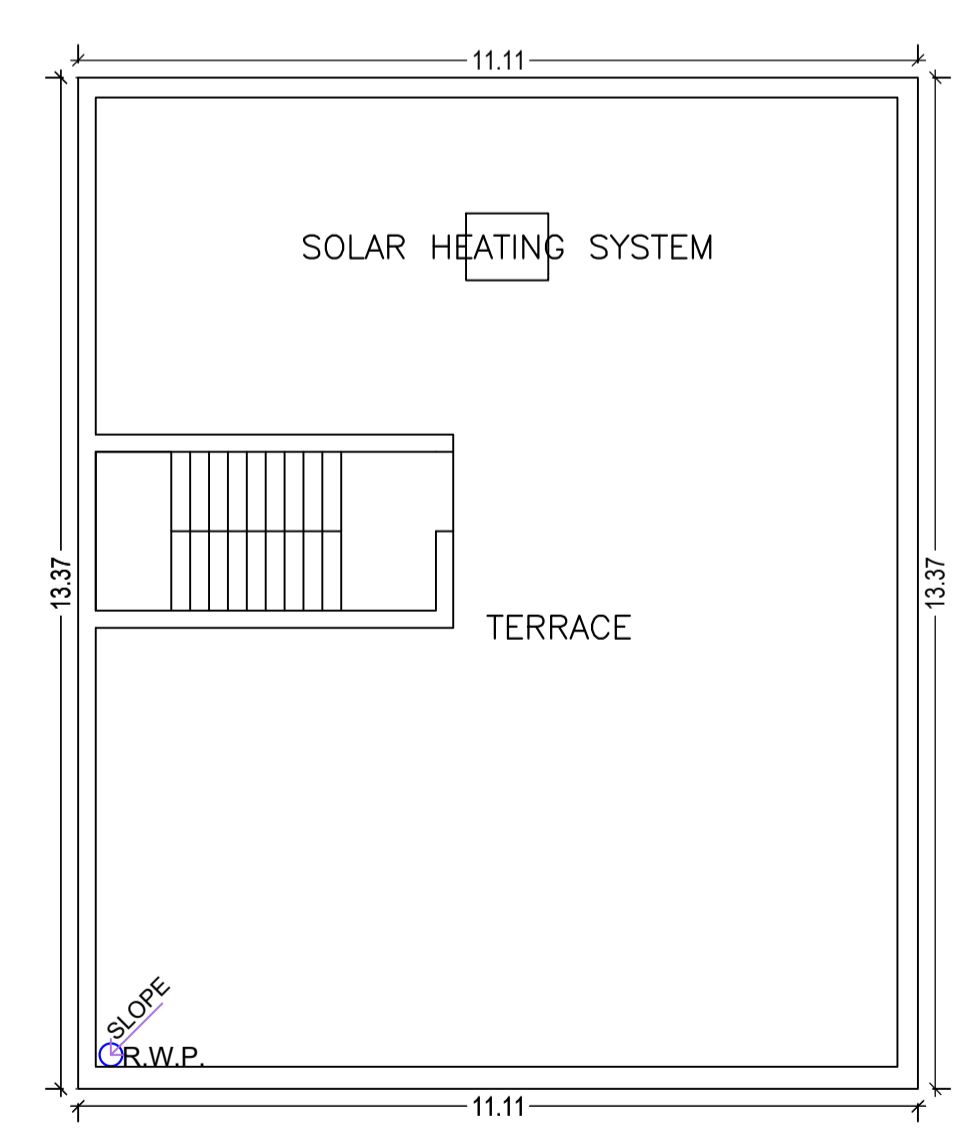 11.11
SOLAR HEATING SYSTEM
13.37
13.37
TERRACE
SLOPE
R.W.P.
11.11